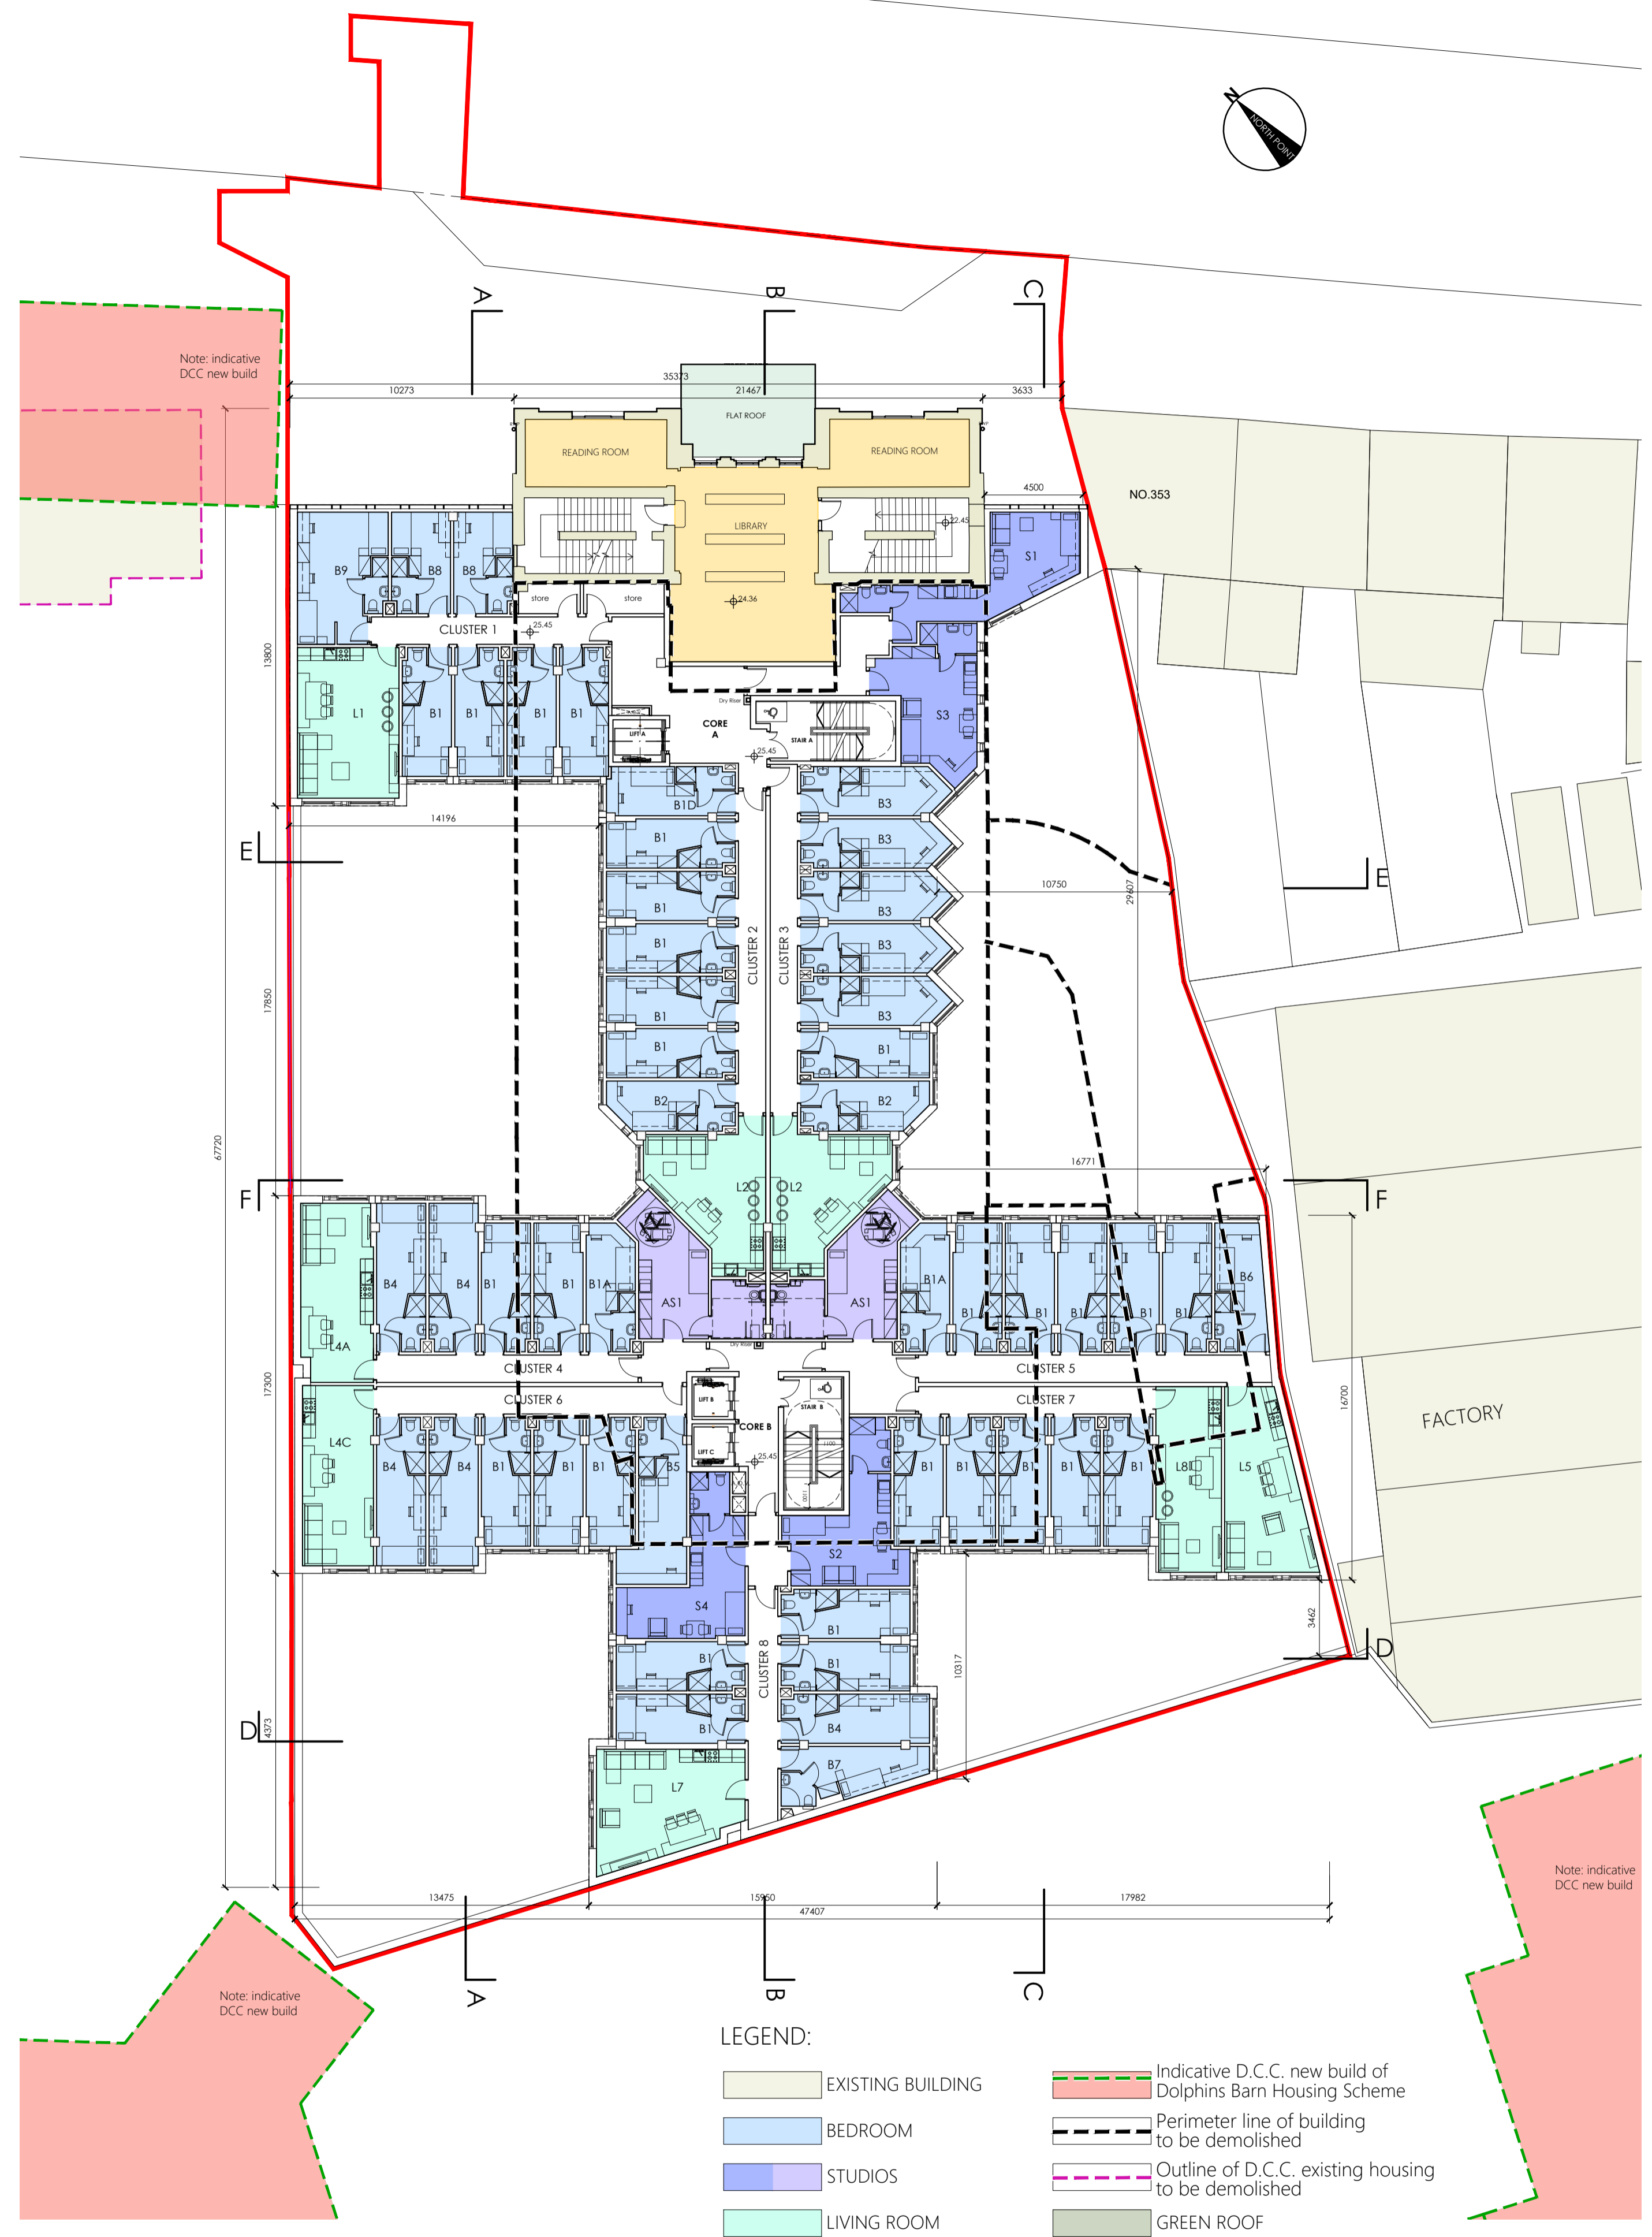 N
NORTH POINT
A
B
C
Note: indicative
DCC new build
35373
10273
21467
3633
FLAT ROOF
READING ROOM
READING ROOM
4500
NO.353
LIBRARY
22.45
S1
B9
B8
B8
store
store
24.36
CLUSTER 1
25.45
13800
L1
B1
B1
B1
B1
Dry Riser
CORE
A
LIFT A
STAIR A
S3
25.45
B1D
B3
14196
E
B1
B3
E
B1
B3
10750
29607
B1
B3
CLUSTER 2
CLUSTER 3
B1
B3
17850
B1
B1
B2
B2
67720
16771
F
L2
L2
F
B4
B4
B1
B1
B1A
AS1
AS1
B1A
B1
B1
B1
B1
B1
B6
L4A
Dry Riser
CLUSTER 4
CLUSTER 5
17300
16700
CLUSTER 6
LIFT B
STAIR B
CLUSTER 7
CORE B
FACTORY
L4C
B4
B4
B1
B1
B1
B5
LIFT C
25.45
1100
1100
B1
B1
B1
B1
B1
L8
L5
S2
S4
3462
B1
10317
CLUSTER 8
D
B1
B1
D
4373
B1
B4
B7
L7
Note: indicative
DCC new build
13475
15950
17982
47407
A
B
C
Note: indicative
DCC new build
LEGEND:
EXISTING BUILDING
BEDROOM
STUDIOS
LIVING ROOM
Indicative D.C.C. new build of
Dolphins Barn Housing Scheme
Perimeter line of building
to be demolished
Outline of D.C.C. existing housing
to be demolished
GREEN ROOF